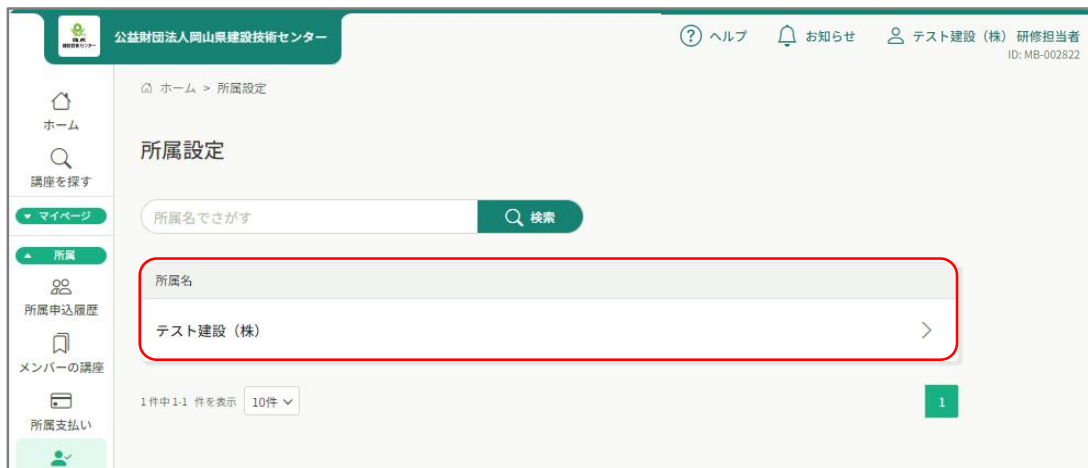 公益財団法人岡山県建設技術センター
? ヘルプ
お知らせ
テスト建設（株） 研修担当者
ID: MB-002822
ホーム > 所属設定
ホーム
講座を探す
マイページ
所属
所属申込履歴
メンバーの講座
所属支払い
所属設定
所属名でさがす
検索
所属名
テスト建設（株）
1件中 1-1 件を表示
10件
1